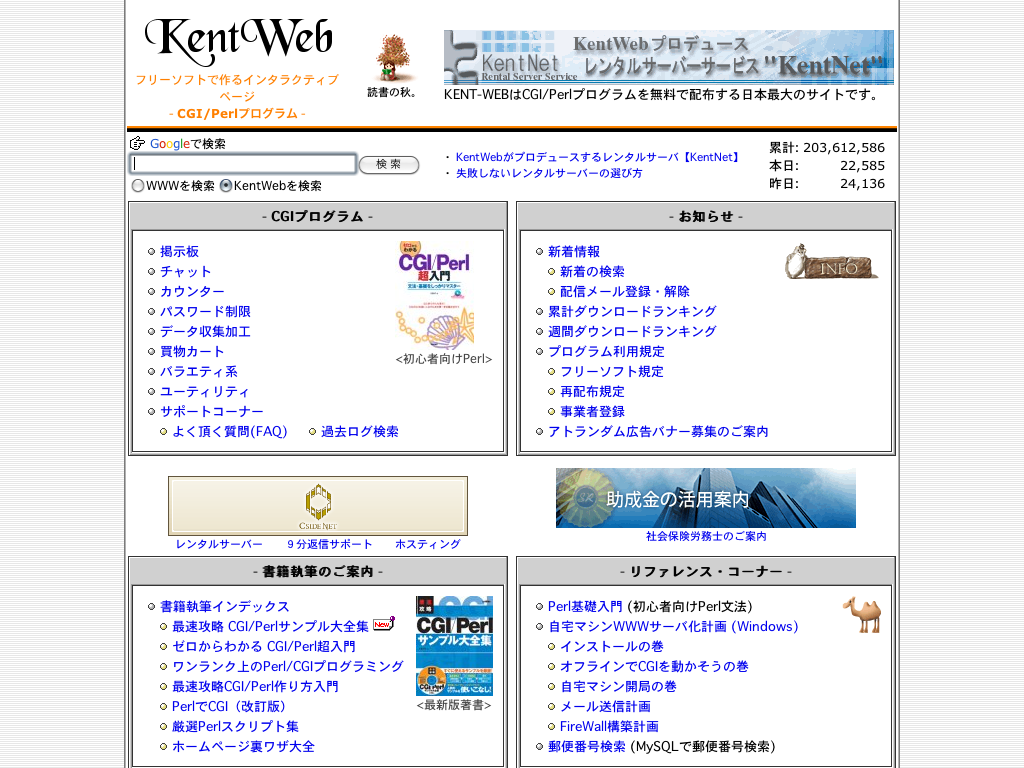 KentWeb
フリーソフトで作るインタラクティブ
ページ
- CGI/Perlプログラム -
読書の秋。
KentNet
Rental Server Service
KentWebプロデュース
レンタルサーバーサービス"KentNet"
KENT-WEBはCGI/Perlプログラムを無料で配布する日本最大のサイトです。
Googleで検索
検 索
WWWを検索 KentWebを検索
・ KentWebがプロデュースするレンタルサーバ【KentNet】
・ 失敗しないレンタルサーバーの選び方
累計: 203,612,586
本日: 22,585
昨日: 24,136
- CGIプログラム -
掲示板
チャット
カウンター
パスワード制限
データ収集加工
買物カート
バラエティ系
ユーティリティ
サポートコーナー
よく頂く質問(FAQ) 過去ログ検索
ゼロからわかる
CGI/Perl
超入門
<初心者向けPerl>
- お知らせ -
新着情報
新着の検索
配信メール登録・解除
累計ダウンロードランキング
週間ダウンロードランキング
プログラム利用規定
フリーソフト規定
再配布規定
事業者登録
アトランダム広告バナー募集のご案内
INFO
CSIDE NET
レンタルサーバー ９分返信サポート ホスティング
助成金の活用案内
社会保険労務士のご案内
- 書籍執筆のご案内 -
書籍執筆インデックス
最速攻略 CGI/Perlサンプル大全集 New
ゼロからわかる CGI/Perl超入門
ワンランク上のPerl/CGIプログラミング
最速攻略CGI/Perl作り方入門
PerlでCGI（改訂版）
厳選Perlスクリプト集
ホームページ裏ワザ大全
最速攻略
CGI/Perl
サンプル大全集
<最新版著書>
- リファレンス・コーナー -
Perl基礎入門 (初心者向けPerl文法)
自宅マシンWWWサーバ化計画 (Windows)
インストールの巻
オフラインでCGIを動かそうの巻
自宅マシン開局の巻
メール送信計画
FireWall構築計画
郵便番号検索 (MySQLで郵便番号検索)